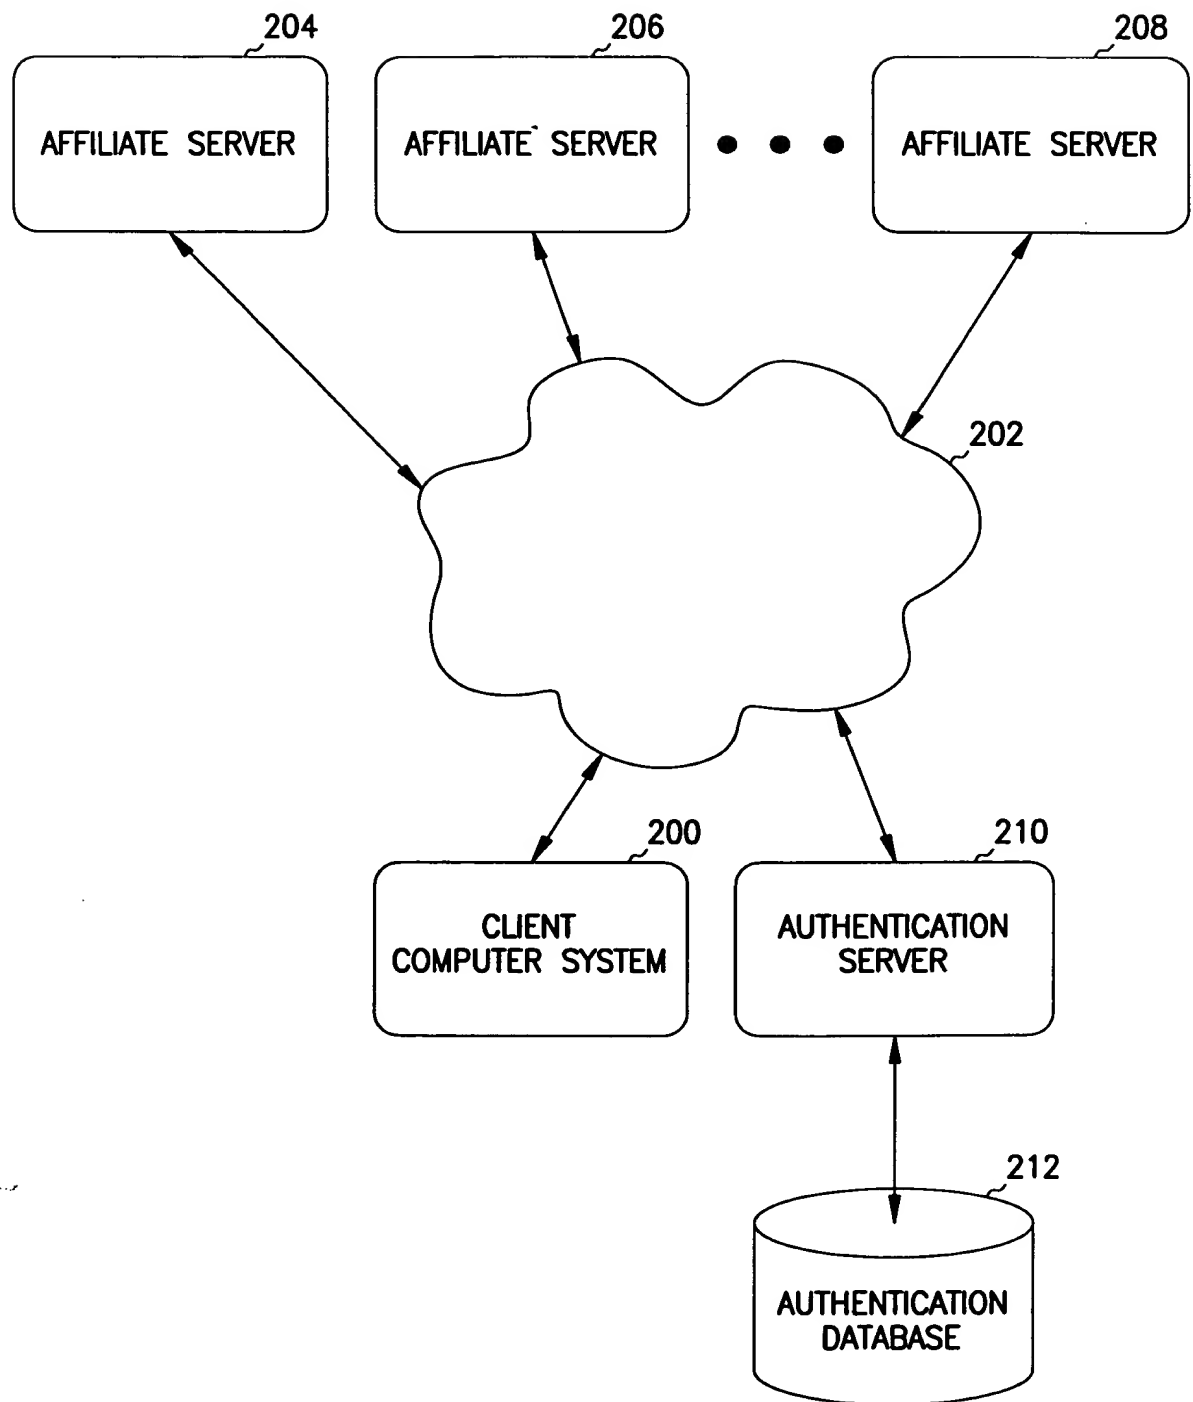 204
206
208
AFFILIATE SERVER
AFFILIATE SERVER
AFFILIATE SERVER
202
200
210
CLIENT
COMPUTER SYSTEM
AUTHENTICATION
SERVER
212
AUTHENTICATION
DATABASE